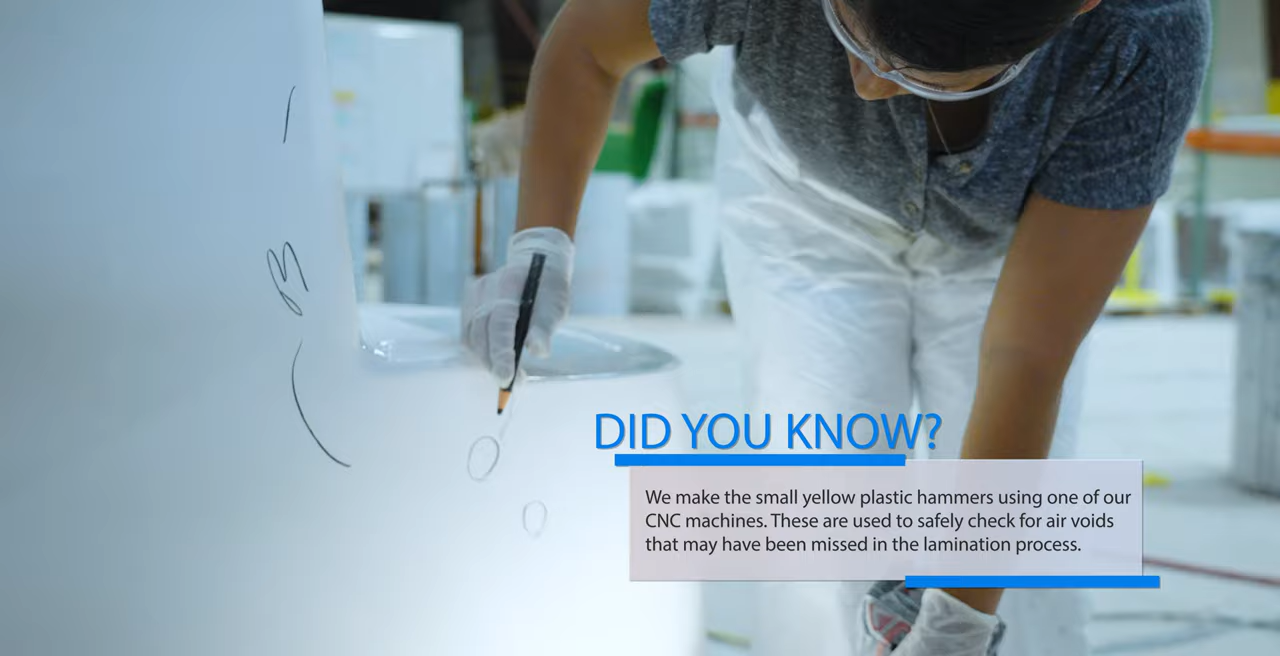 DID YOU KNOW?
We make the small yellow plastic hammers using one of our
CNC machines. These are used to safely check for air voids
that may have been missed in the lamination process.